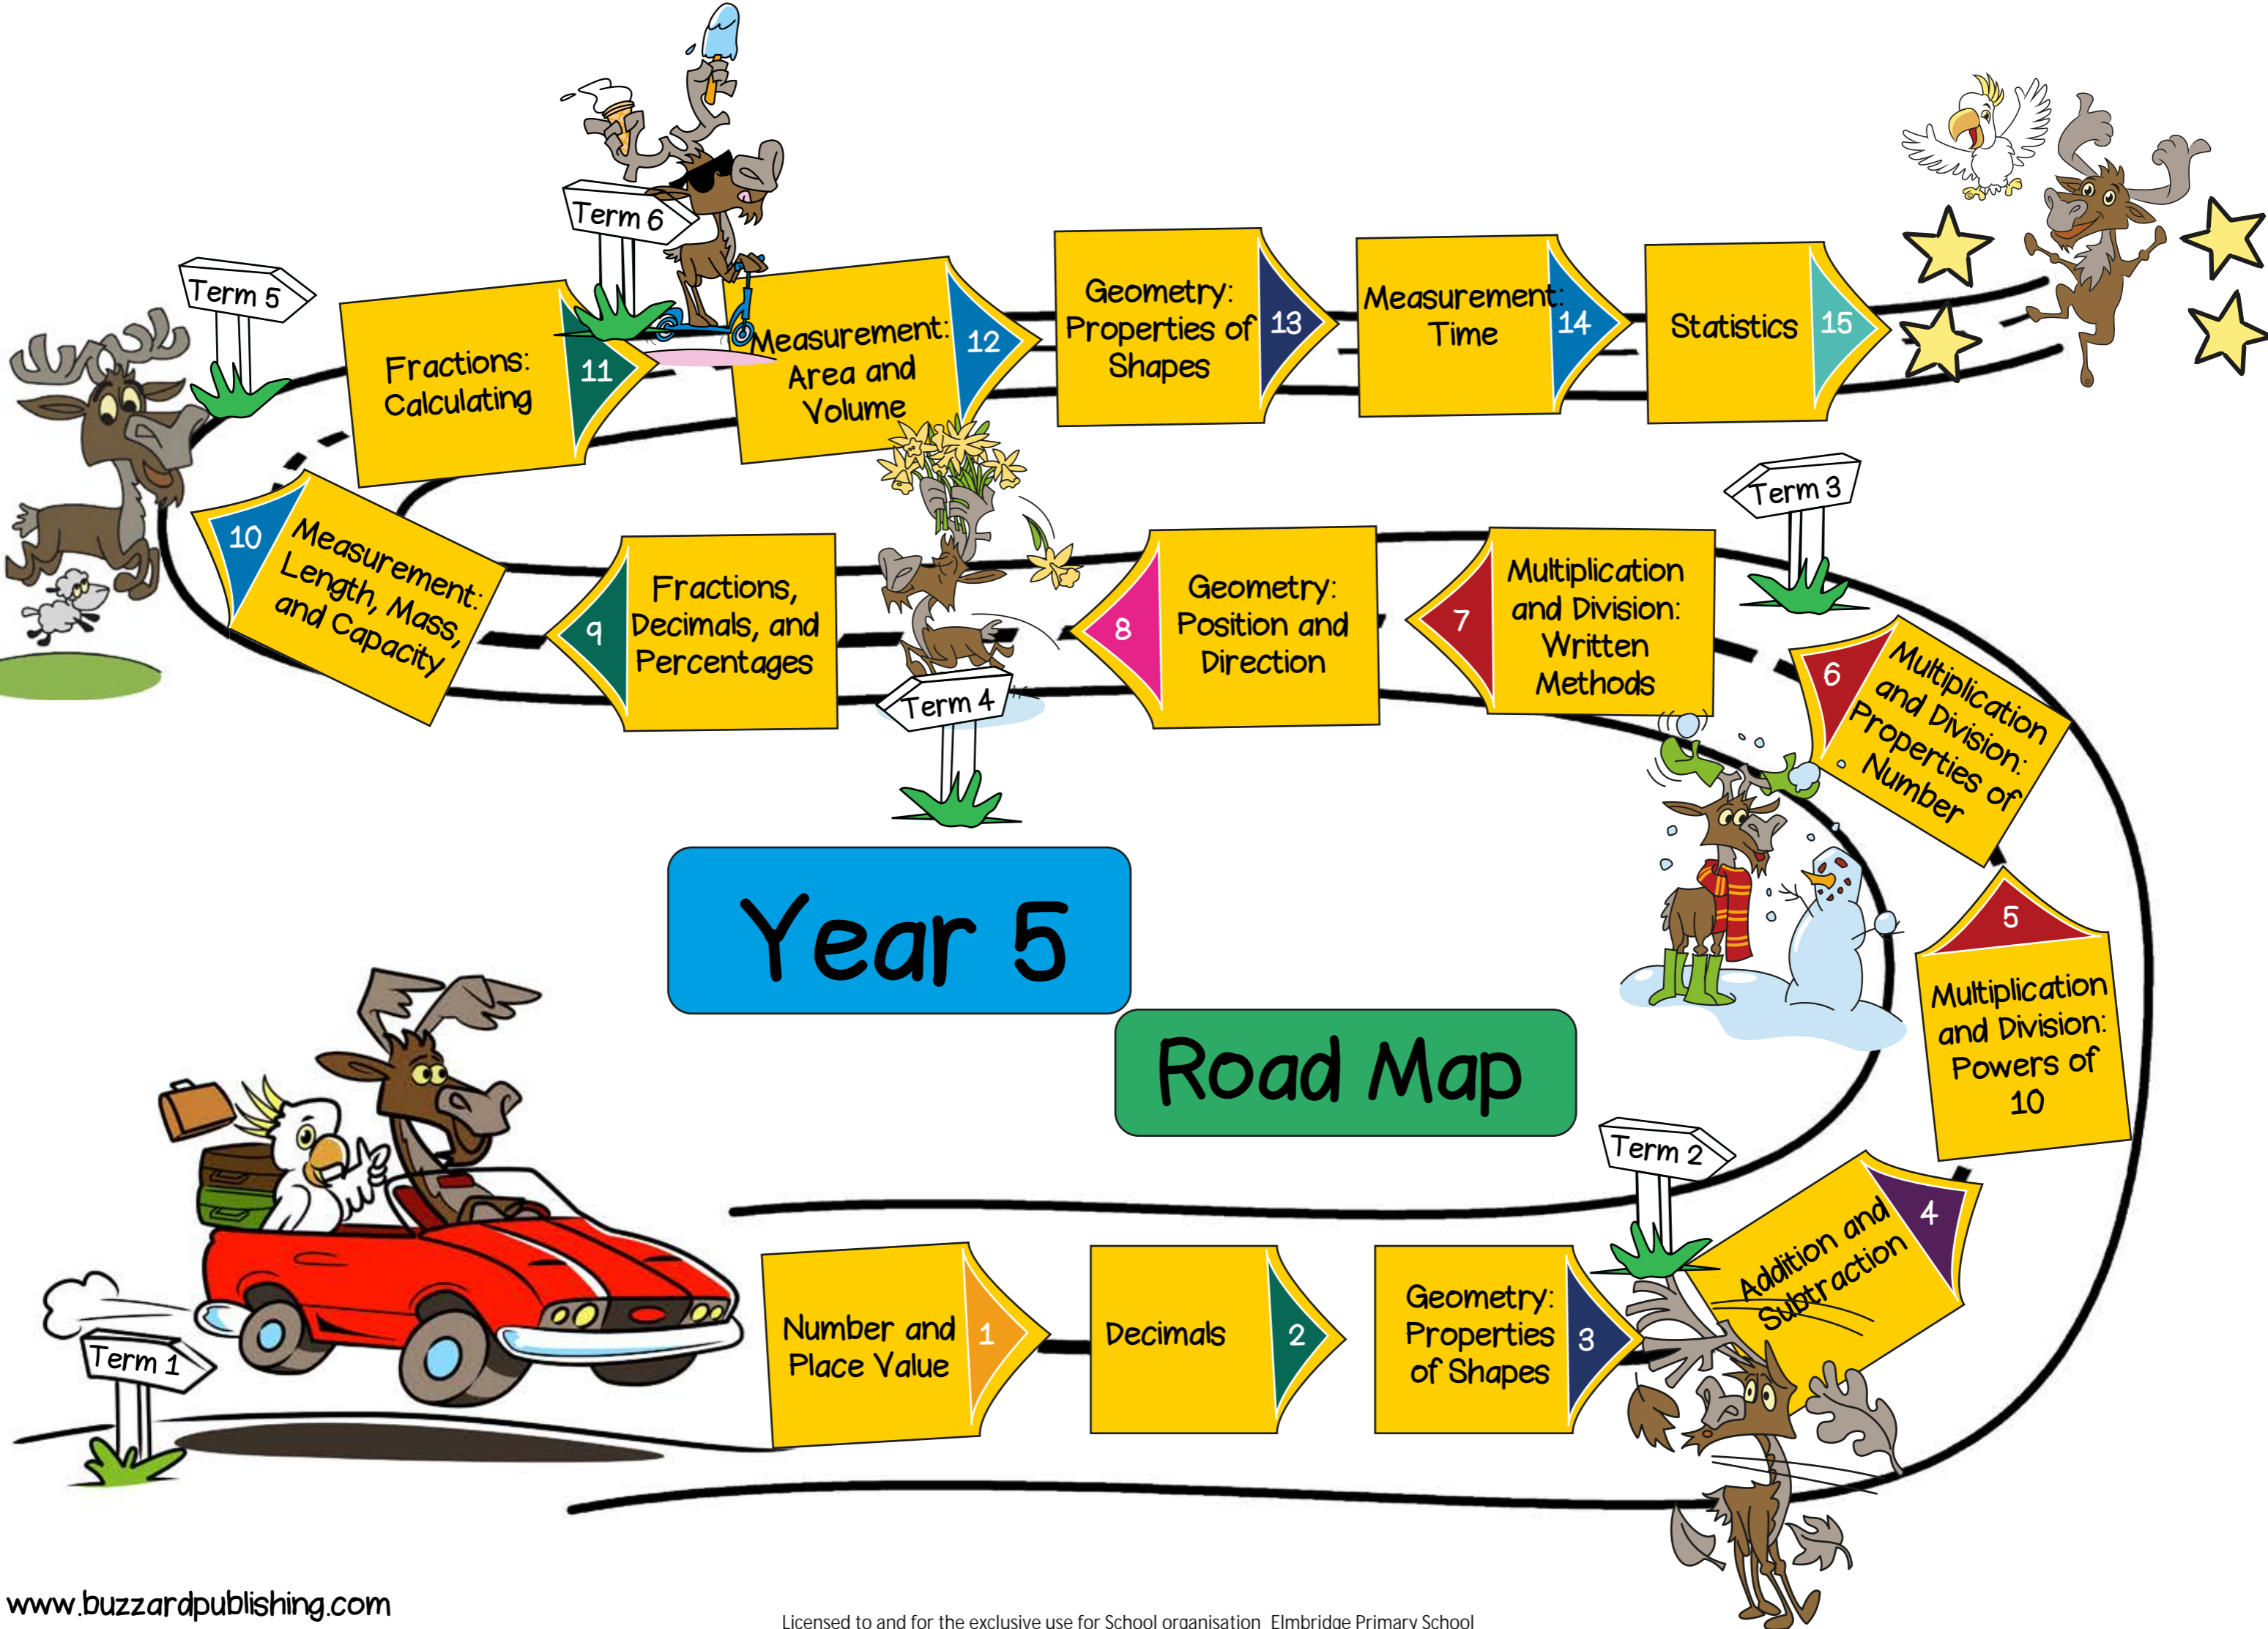 Year 5
Road Map
Term 1
Number and
Place Value
1
Decimals
2
Geometry:
Properties
of Shapes
3
Term 2
Addition and
Subtraction
4
Multiplication
and Division:
Powers of
10
5
Multiplication
and Division:
Properties of
Number
6
Term 3
Multiplication
and Division:
Written
Methods
7
Geometry:
Position and
Direction
8
Term 4
Fractions,
Decimals, and
Percentages
9
Measurement:
Length, Mass,
and Capacity
10
Term 5
Fractions:
Calculating
11
Term 6
Measurement:
Area and
Volume
12
Geometry:
Properties of
Shapes
13
Measurement:
Time
14
Statistics
15
www.buzzardpublishing.com
Licensed to and for the exclusive use for School organisation Elmbridge Primary School